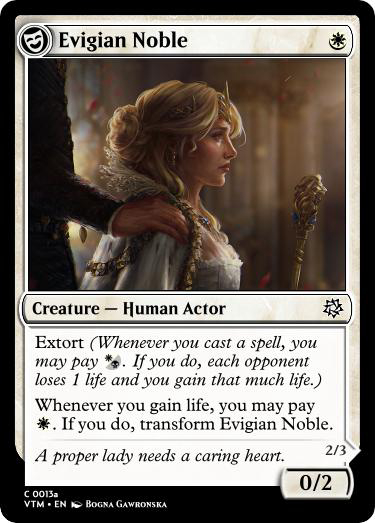 Evigian Noble
Creature — Human Actor
Extort (Whenever you cast a spell, you
may pay . If you do, each opponent
loses 1 life and you gain that much life.)
Whenever you gain life, you may pay
. If you do, transform Evigian Noble.
A proper lady needs a caring heart.
2/3
0/2
C 0013a
VTM • EN Bogna Gawronska